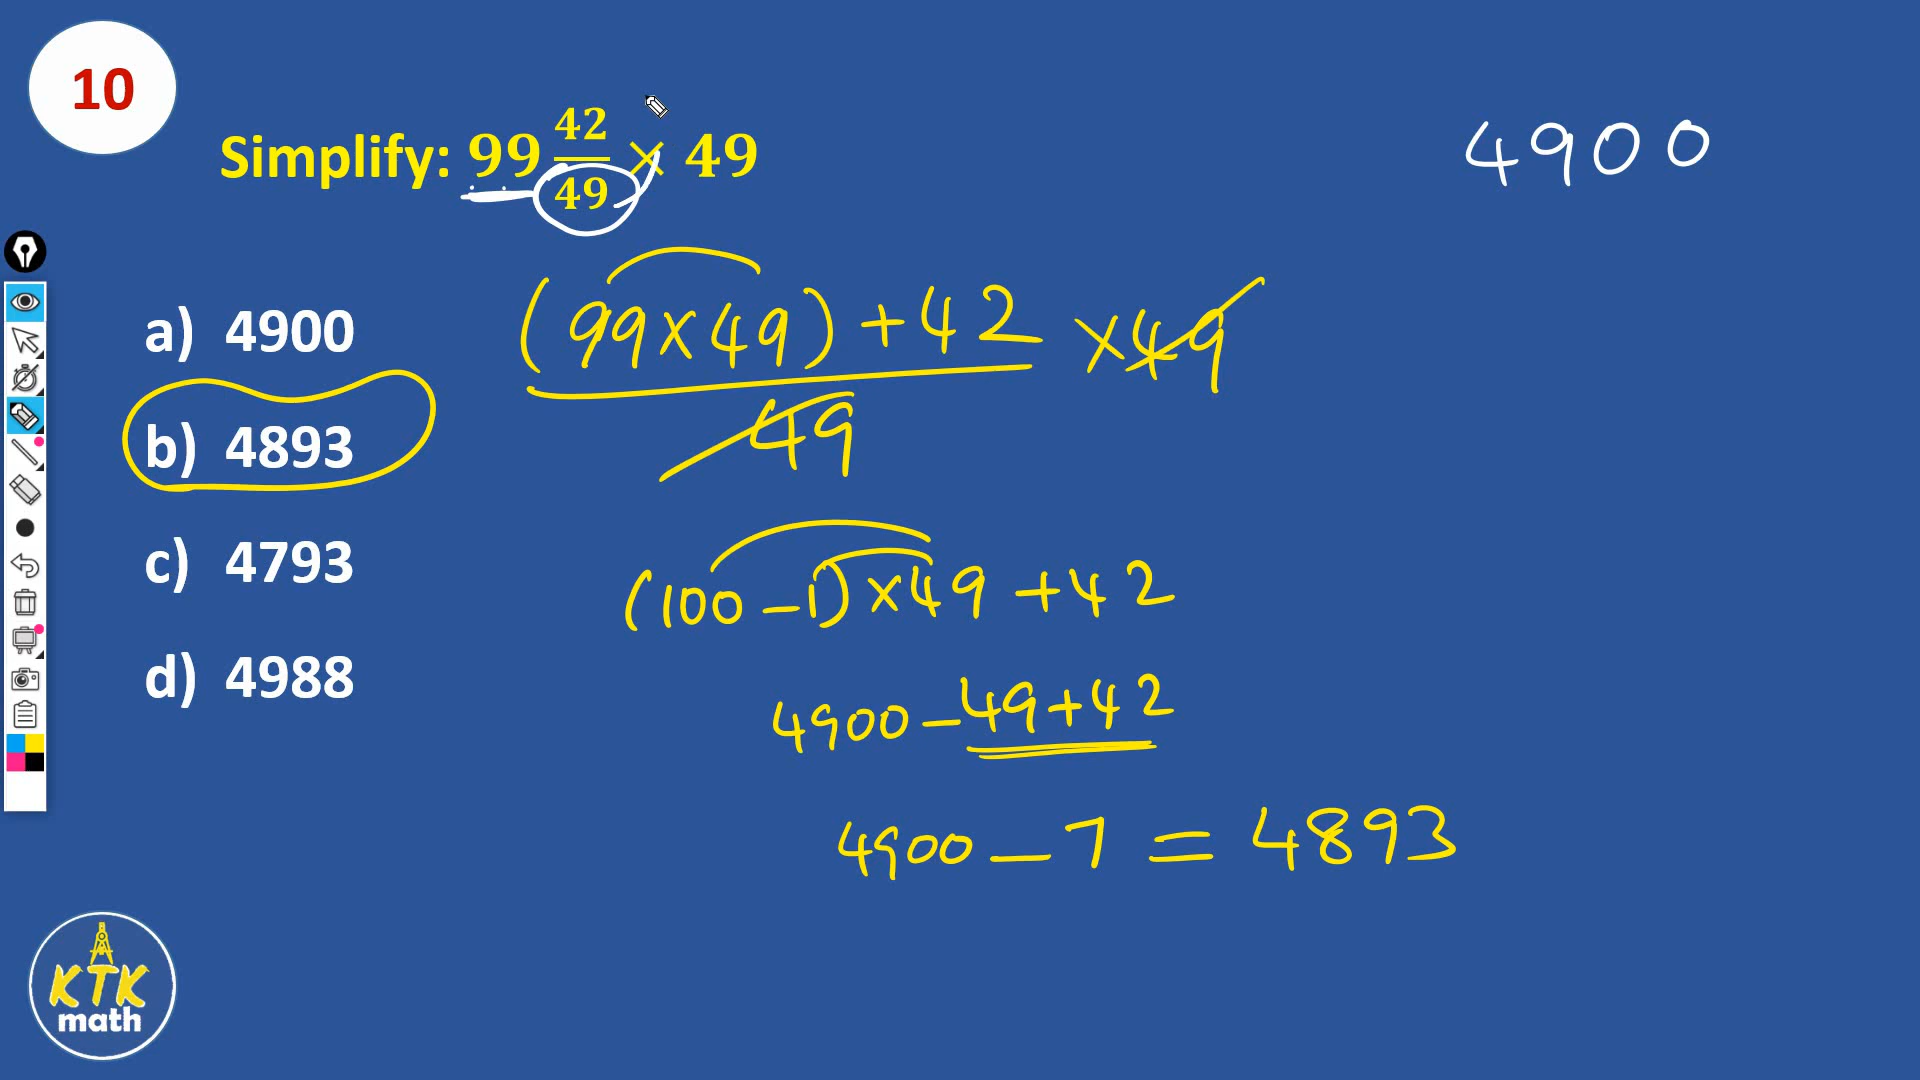 10
Simplify: 99 42/49 × 49
4900
a) 4900
b) 4893
c) 4793
d) 4988
(99×49)+42 ×49
49
(100-1)×49+42
4900-49+42
4900-7=4893
KTK
math